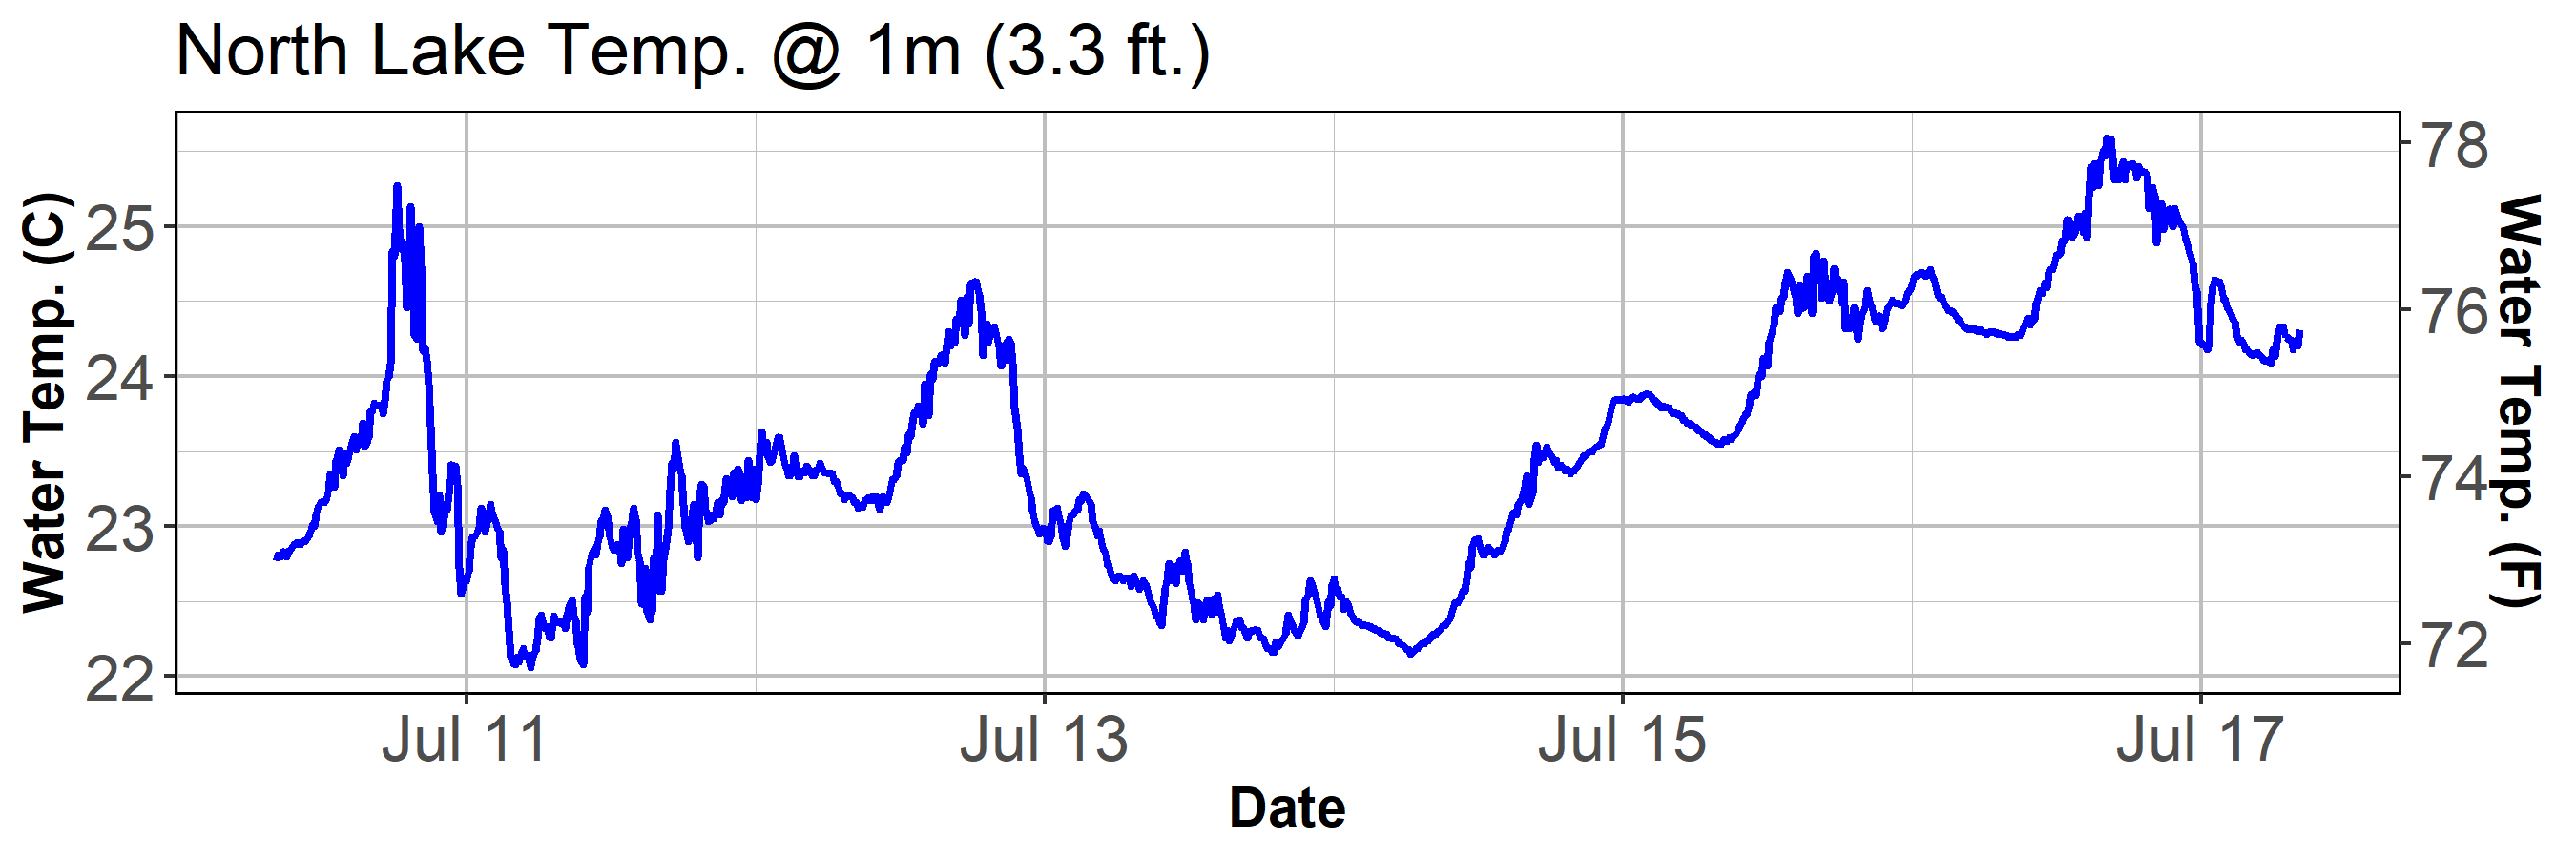 North Lake Temp. @ 1m (3.3 ft.)
Water Temp. (C)
25
24
23
22
78
76
74
72
Water Temp. (F)
Jul 11
Jul 13
Jul 15
Jul 17
Date